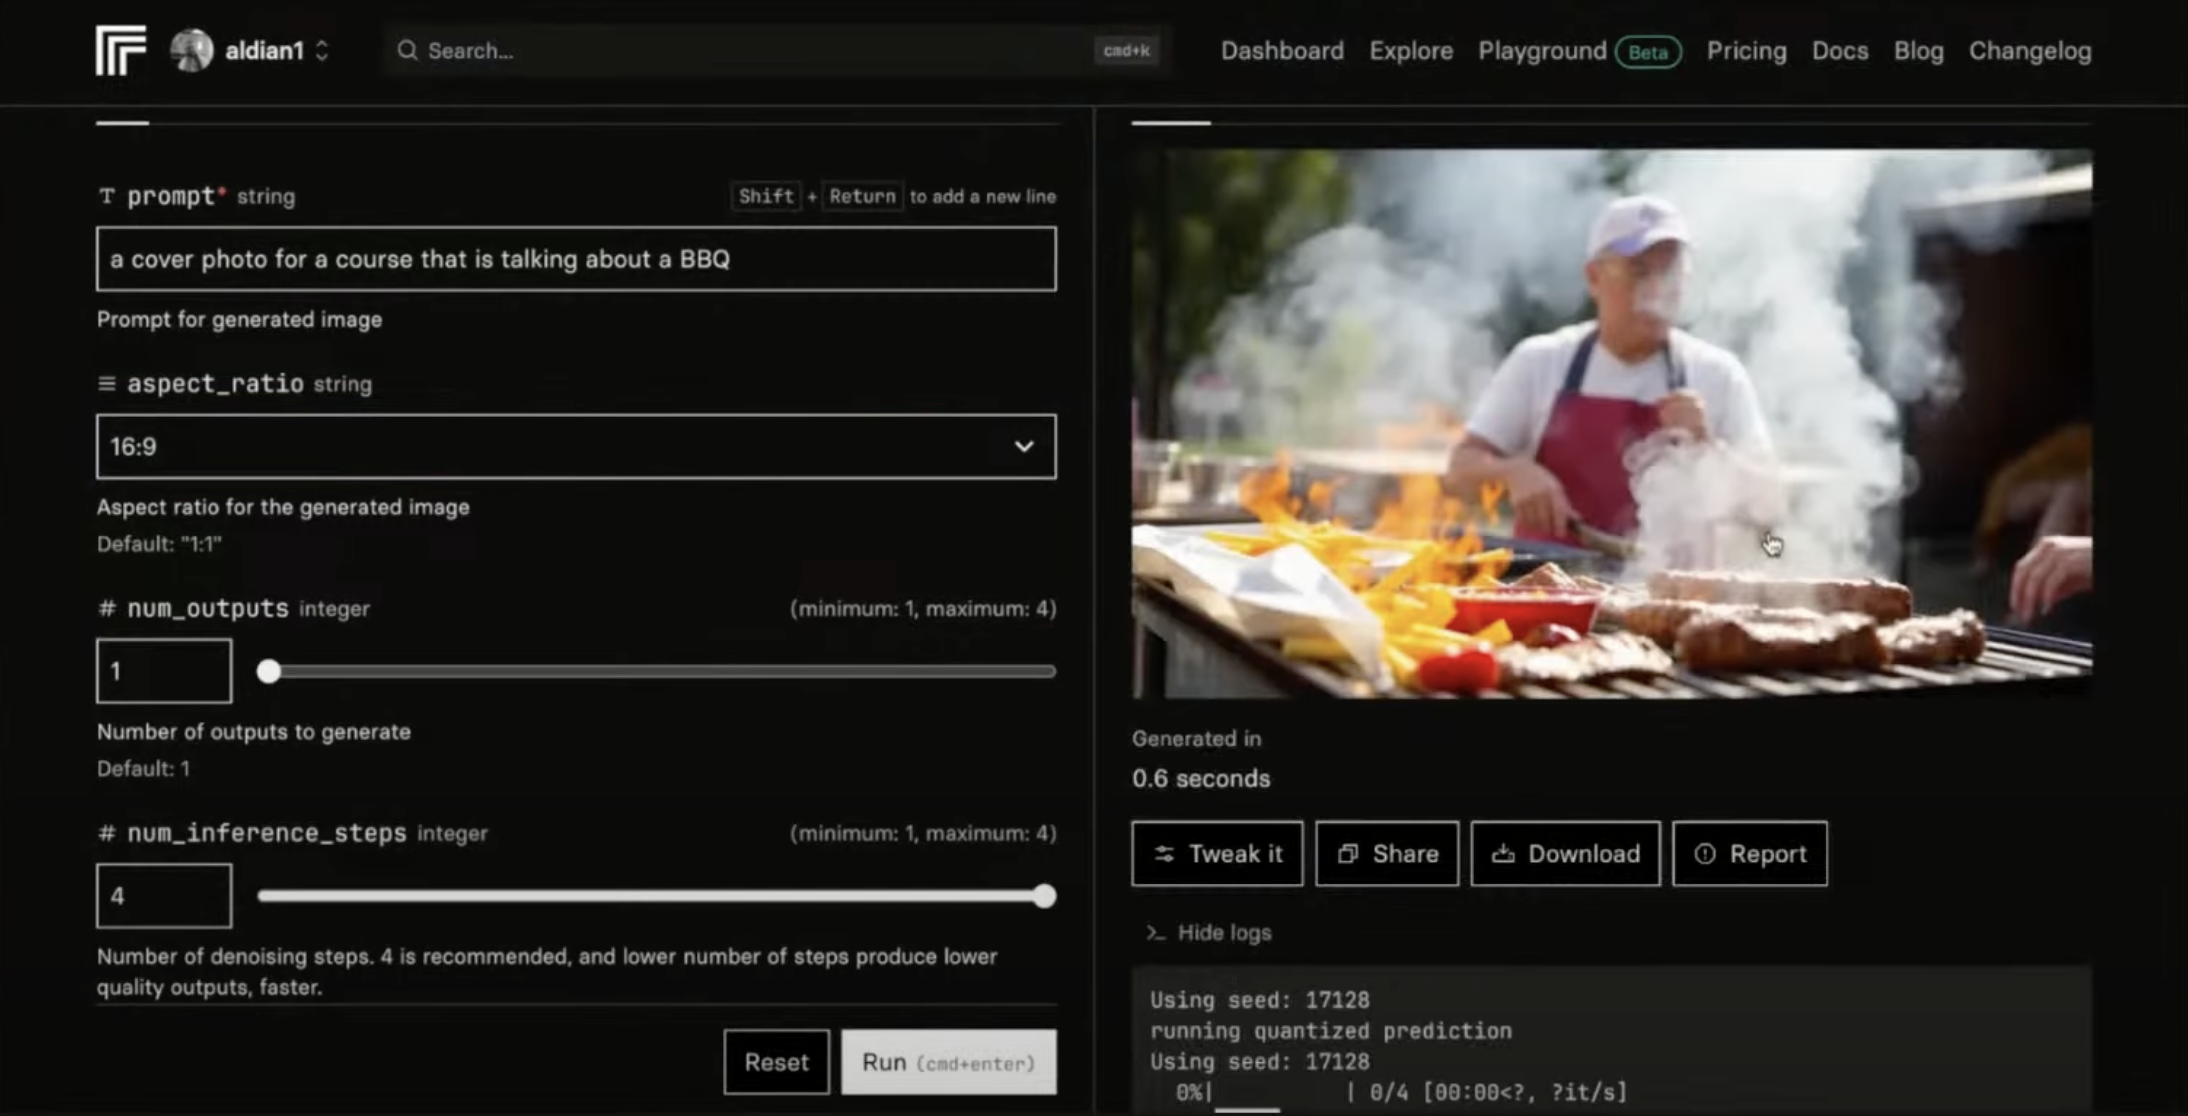 aldian1
Search...
cmd+k
Dashboard
Explore
Playground
Beta
Pricing
Docs
Blog
Changelog
prompt* string
Shift + Return to add a new line
a cover photo for a course that is talking about a BBQ
Prompt for generated image
aspect_ratio string
16:9
Aspect ratio for the generated image
Default: "1:1"
# num_outputs integer
(minimum: 1, maximum: 4)
1
Number of outputs to generate
Default: 1
# num_inference_steps integer
(minimum: 1, maximum: 4)
4
Number of denoising steps. 4 is recommended, and lower number of steps produce lower
quality outputs, faster.
Reset
Run (cmd+enter)
Generated in
0.6 seconds
Tweak it
Share
Download
Report
>_ Hide logs
Using seed: 17128
running quantized prediction
Using seed: 17128
0%| | 0/4 [00:00<?, ?it/s]